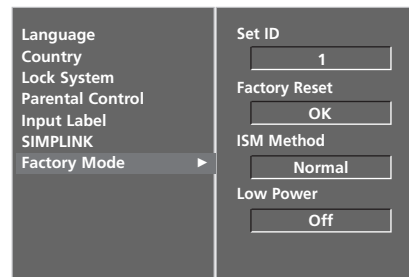 Language
Country
Lock System
Parental Control
Input Label
SIMPLINK
Factory Mode ►
Set ID
1
Factory Reset
OK
ISM Method
Normal
Low Power
Off